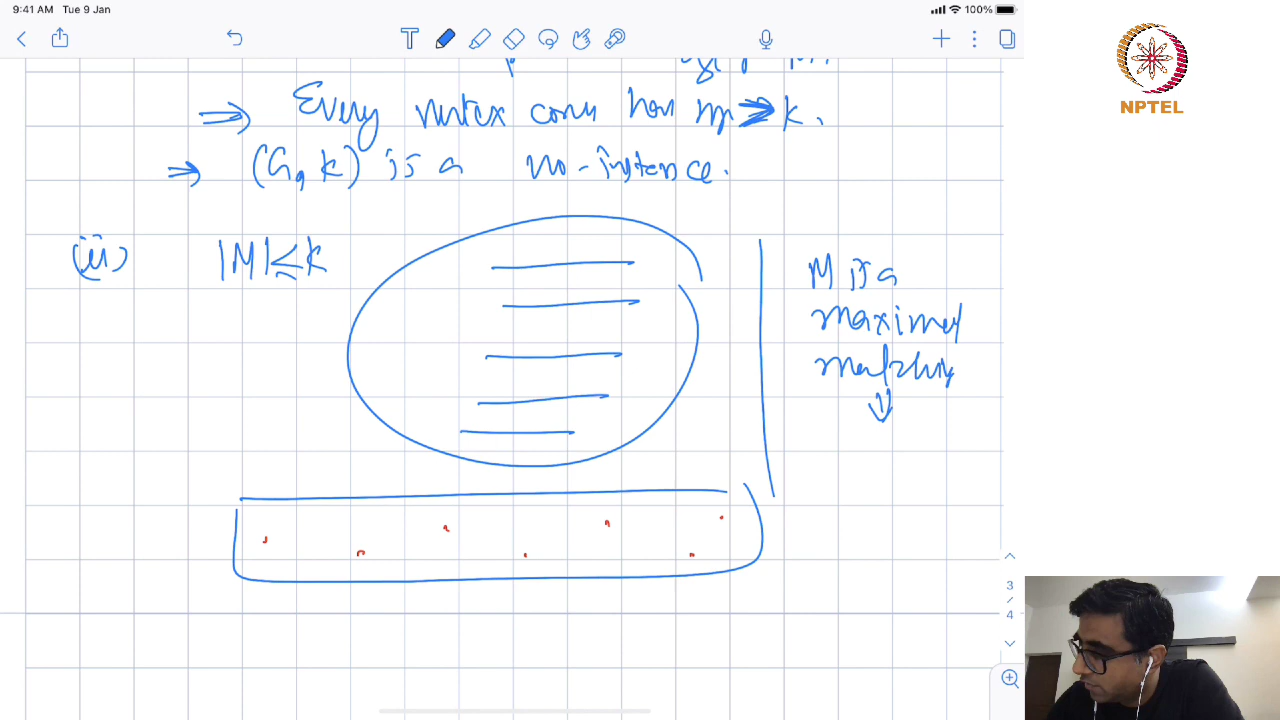 9:41 AM Tue 9 Jan
100%
NPTEL
⇒ Every vertex cover has k.
⇒ (G, k) is a no-instance.
(ii) |M| ≤ k
M is a
maximal
matching
⇓
3
/
4